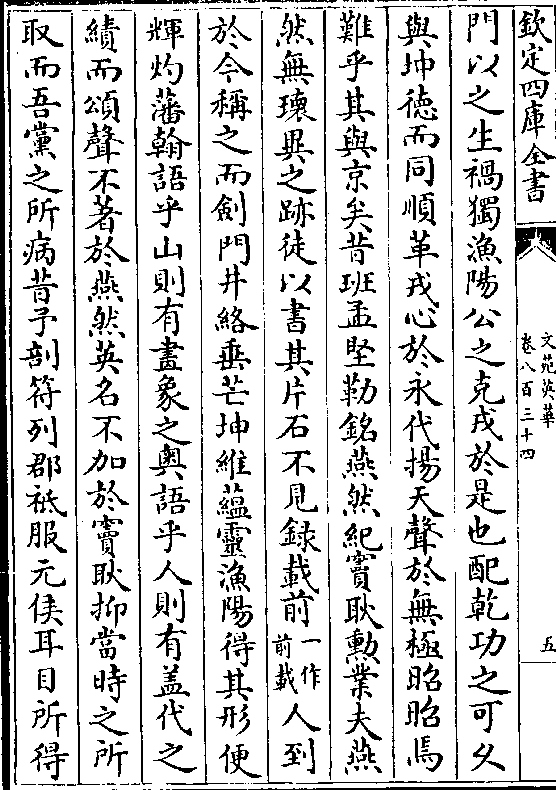 欽定四庫全書
文苑英華
卷八百三十四
五
門以之生禍獨漁陽公之克戎於是也配乾功之可久
與坤德而同順革戎心於永代揚天聲於無極昭昭焉
難乎其與京矣昔班孟堅勒銘燕然紀竇耿勲業夫燕
然無瓌異之跡徒以書其片石不見録載前一作前載人到
於今稱之而劍門井絡垂芒坤維蘊靈漁陽得其形便
輝灼藩翰語乎山則有畫象之奥語乎人則有盖代之
績而頌聲不著於燕然英名不加於竇耿抑當時之所
取而吾黨之所病昔予剖符列郡祗服元侯耳目所得